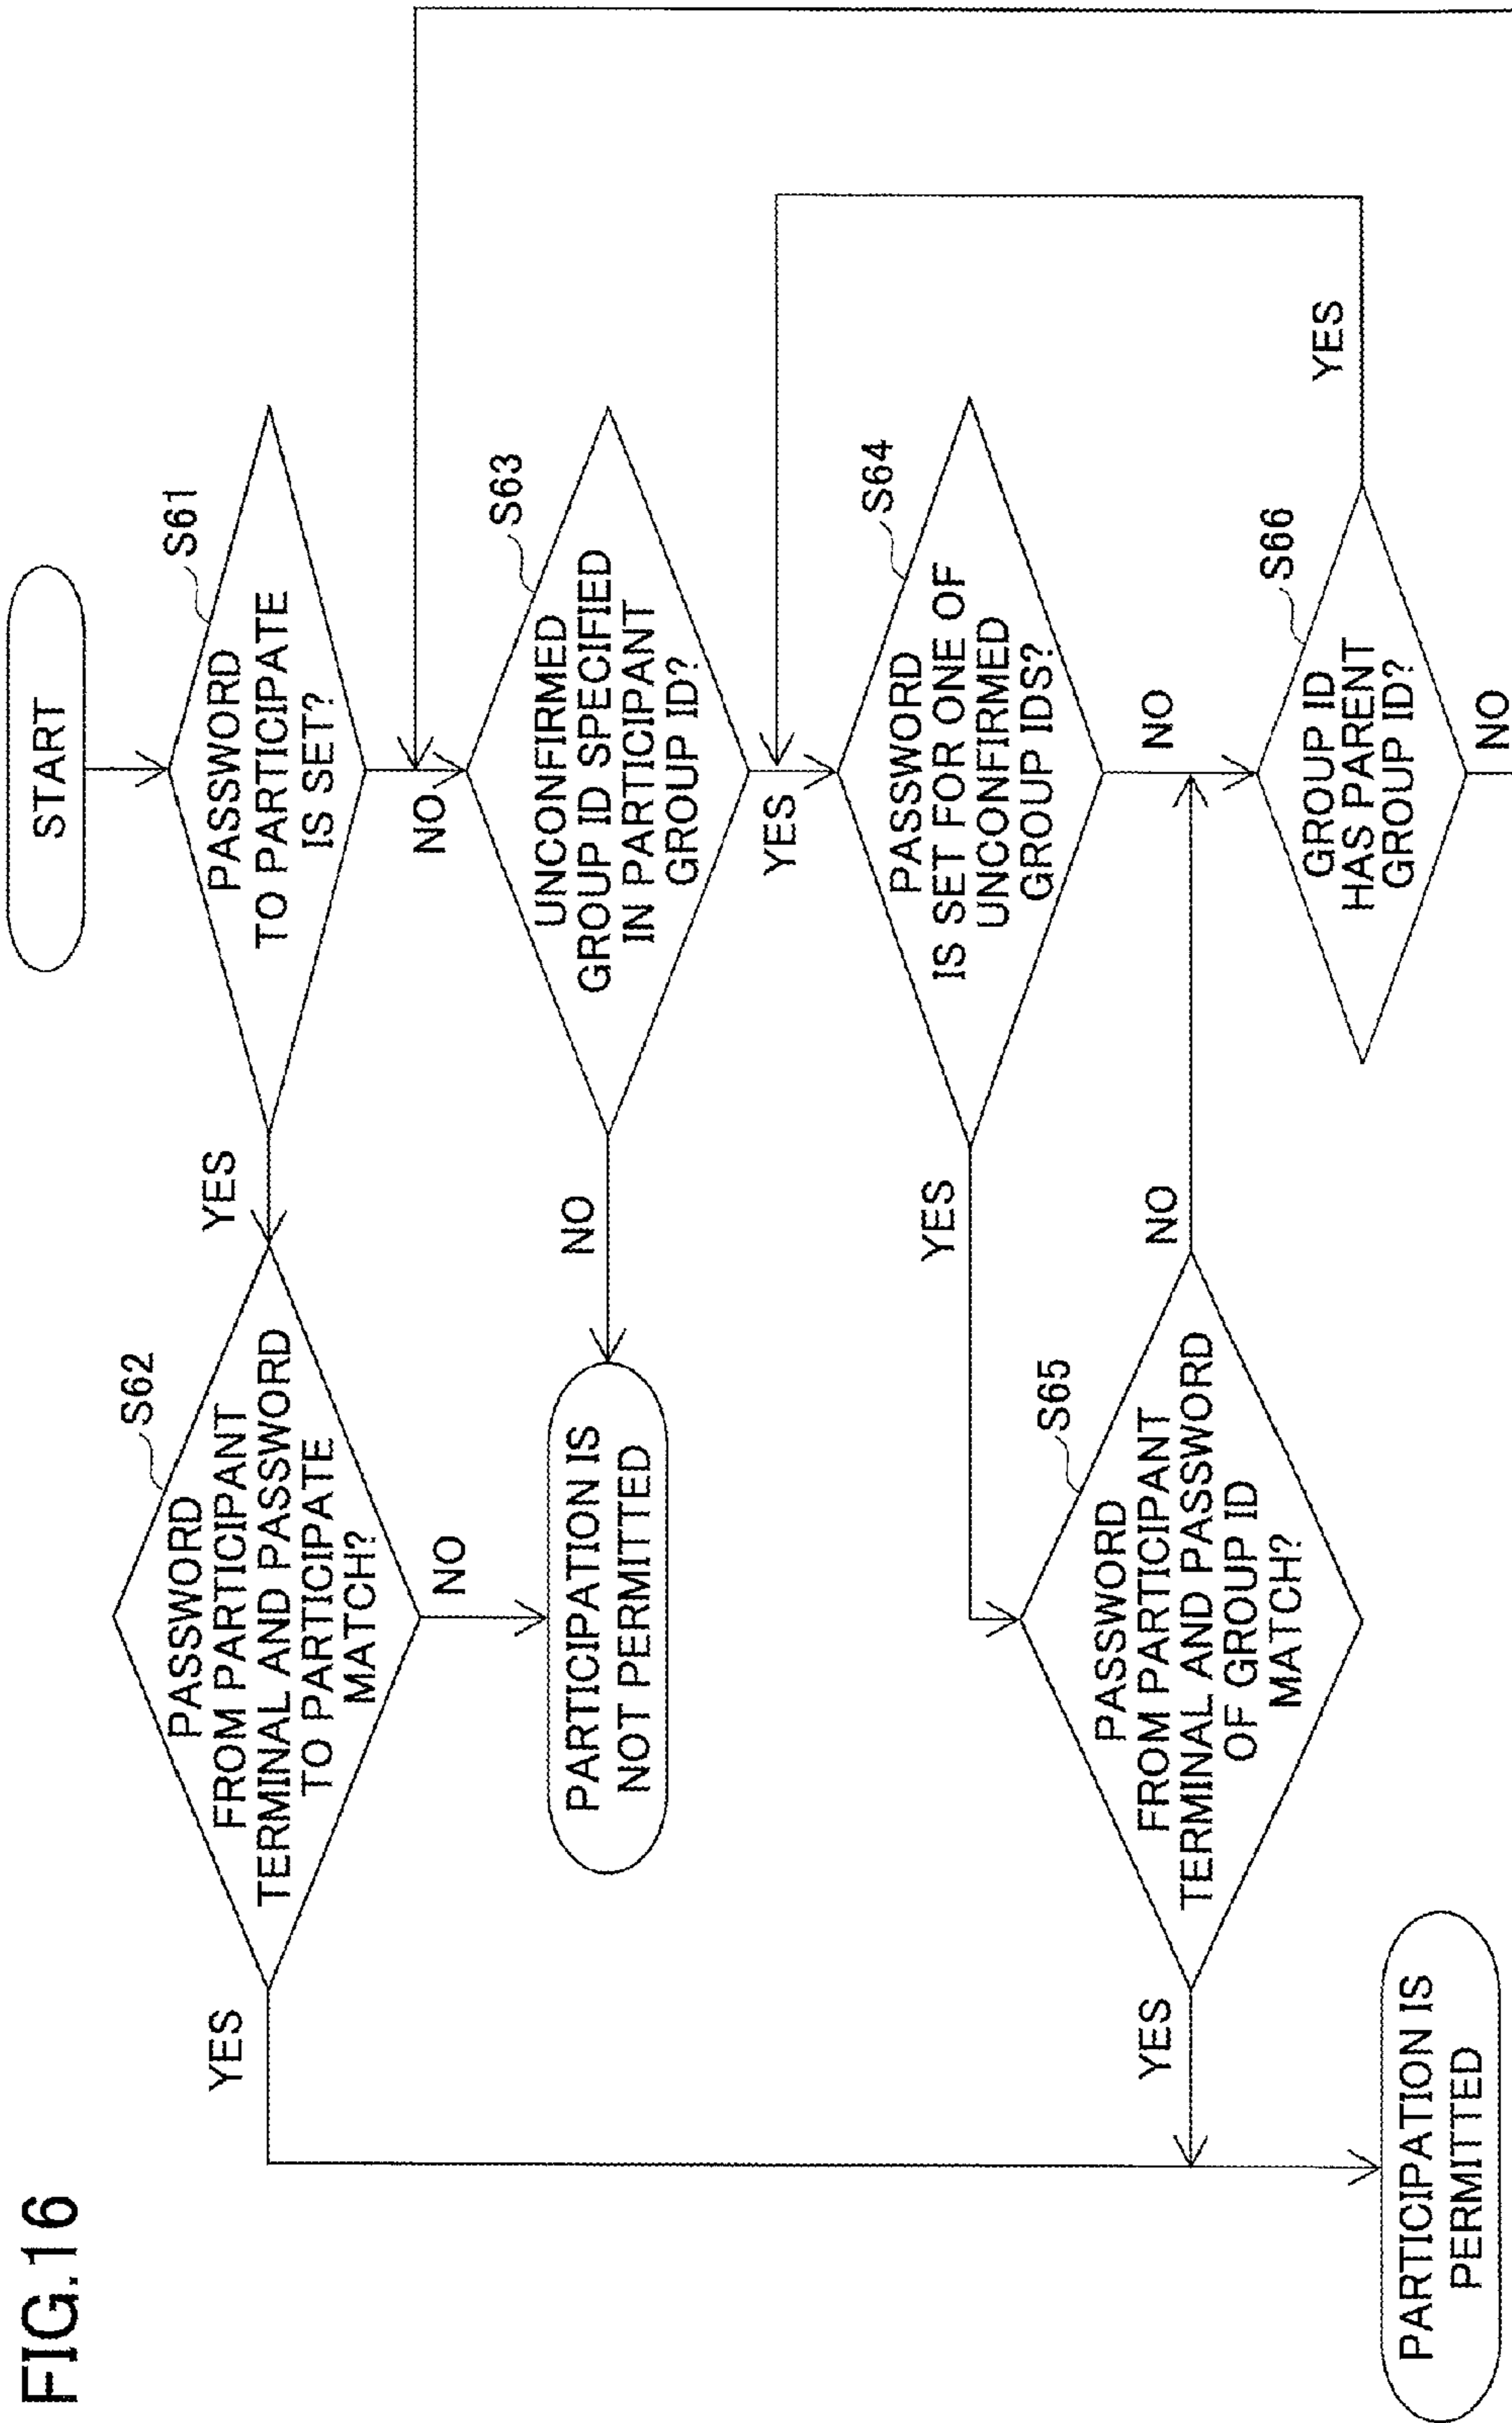 FIG.16
START
S61
PASSWORD
TO PARTICIPATE
IS SET?
YES
NO
S62
PASSWORD
FROM PARTICIPANT
TERMINAL AND PASSWORD
TO PARTICIPATE
MATCH?
YES
NO
S63
UNCONFIRMED
GROUP ID SPECIFIED
IN PARTICIPANT
GROUP ID?
NO
YES
PARTICIPATION IS
NOT PERMITTED
S64
PASSWORD
IS SET FOR ONE OF
UNCONFIRMED
GROUP IDS?
YES
NO
S65
PASSWORD
FROM PARTICIPANT
TERMINAL AND PASSWORD
OF GROUP ID
MATCH?
YES
NO
S66
GROUP ID
HAS PARENT
GROUP ID?
YES
NO
PARTICIPATION IS
PERMITTED